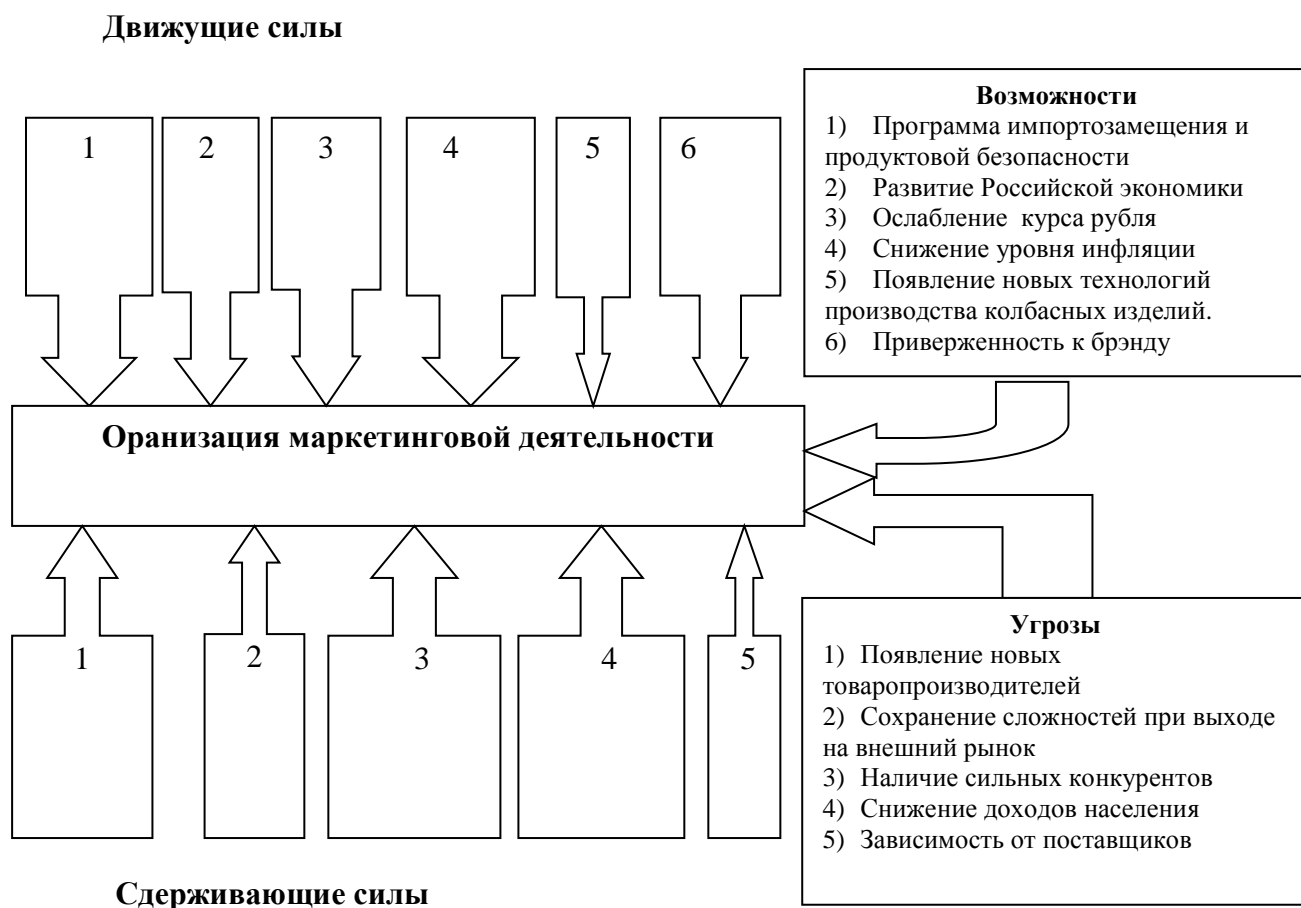 Движущие силы
1 2 3 4 5 6
Возможности
1) Программа импортозамещения и
продуктовой безопасности
2) Развитие Российской экономики
3) Ослабление курса рубля
4) Снижение уровня инфляции
5) Появление новых технологий
производства колбасных изделий.
6) Приверженность к брэнду
Оранизация маркетинговой деятельности
1 2 3 4 5
Угрозы
1) Появление новых
товаропроизводителей
2) Сохранение сложностей при выходе
на внешний рынок
3) Наличие сильных конкурентов
4) Снижение доходов населения
5) Зависимость от поставщиков
Сдерживающие силы